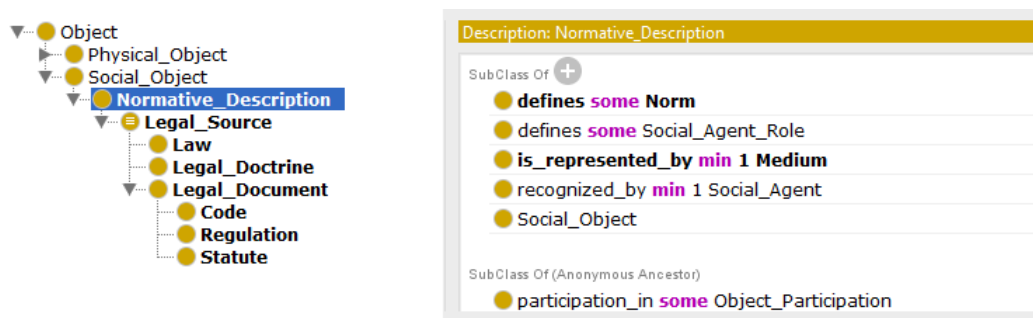 Object
Physical_Object
Social_Object
Normative_Description
Legal_Source
Law
Legal_Doctrine
Legal_Document
Code
Regulation
Statute
Description: Normative_Description
SubClass Of
defines some Norm
defines some Social_Agent_Role
is_represented_by min 1 Medium
recognized_by min 1 Social_Agent
Social_Object
SubClass Of (Anonymous Ancestor)
participation_in some Object_Participation